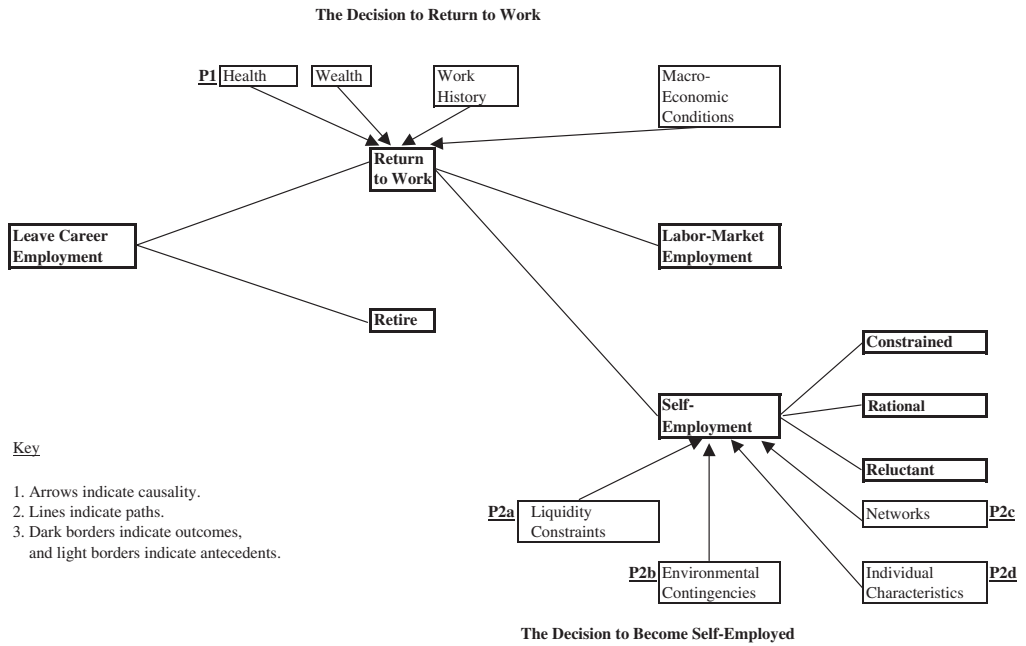 The Decision to Return to Work
P1 Health
Wealth
Work
History
Macro-
Economic
Conditions
Return
to Work
Leave Career
Employment
Labor-Market
Employment
Retire
Constrained
Self-
Employment
Rational
Reluctant
Key
1. Arrows indicate causality.
2. Lines indicate paths.
3. Dark borders indicate outcomes,
and light borders indicate antecedents.
P2a Liquidity
Constraints
Networks P2c
P2b Environmental
Contingencies
Individual P2d
Characteristics
The Decision to Become Self-Employed